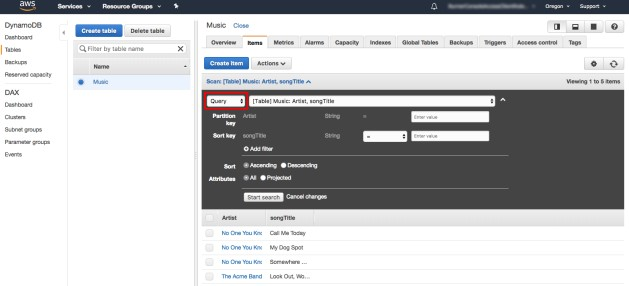 aws Services Resource Groups Oregon Support
DynamoDB
Dashboard
Tables
Backups
Reserved capacity
DAX
Dashboard
Clusters
Subnet groups
Parameter groups
Events
Create table Delete table
Filter by table name X
Name
Music
Music Close
Overview Items Metrics Alarms Capacity Indexes Global Tables Backups Triggers Access control Tags
Create item Actions
Scan: [Table] Music: Artist, songTitle Viewing 1 to 5 items
Query [Table] Music: Artist, songTitle
Partition key Artist String = Enter value
Sort key songTitle String = Enter value
Add filter
Sort Ascending Descending
Attributes All Projected
Start search Cancel changes
Artist songTitle
No One You Kno Call Me Today
No One You Kno My Dog Spot
No One You Kno Somewhere ...
The Acme Band Look Out, Wo...